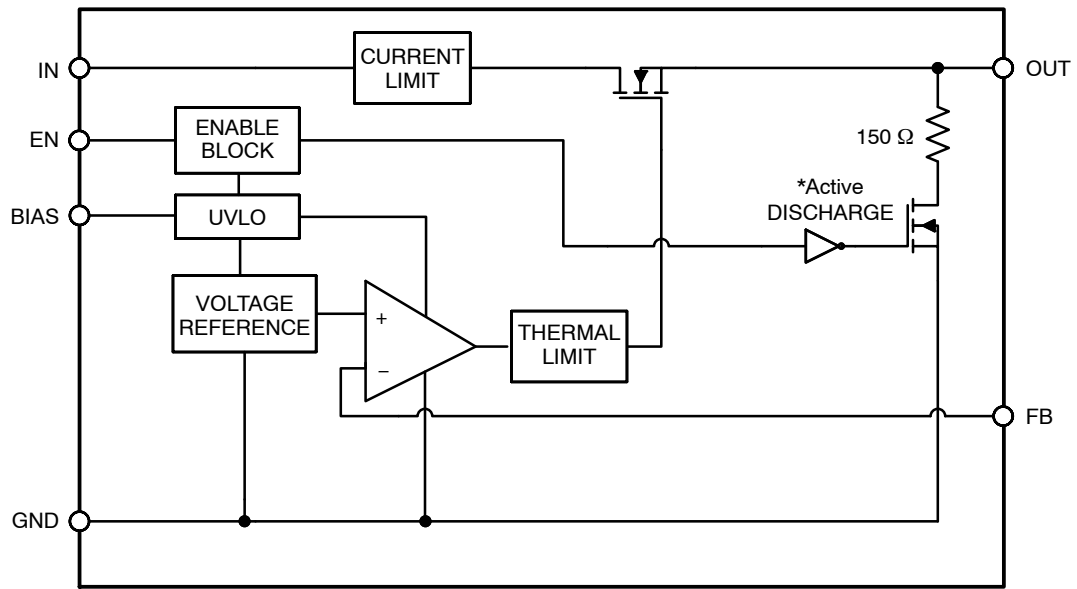 IN
CURRENT
LIMIT
OUT
EN
ENABLE
BLOCK
150 Ω
BIAS
UVLO
*Active
DISCHARGE
VOLTAGE
REFERENCE
+
−
THERMAL
LIMIT
FB
GND